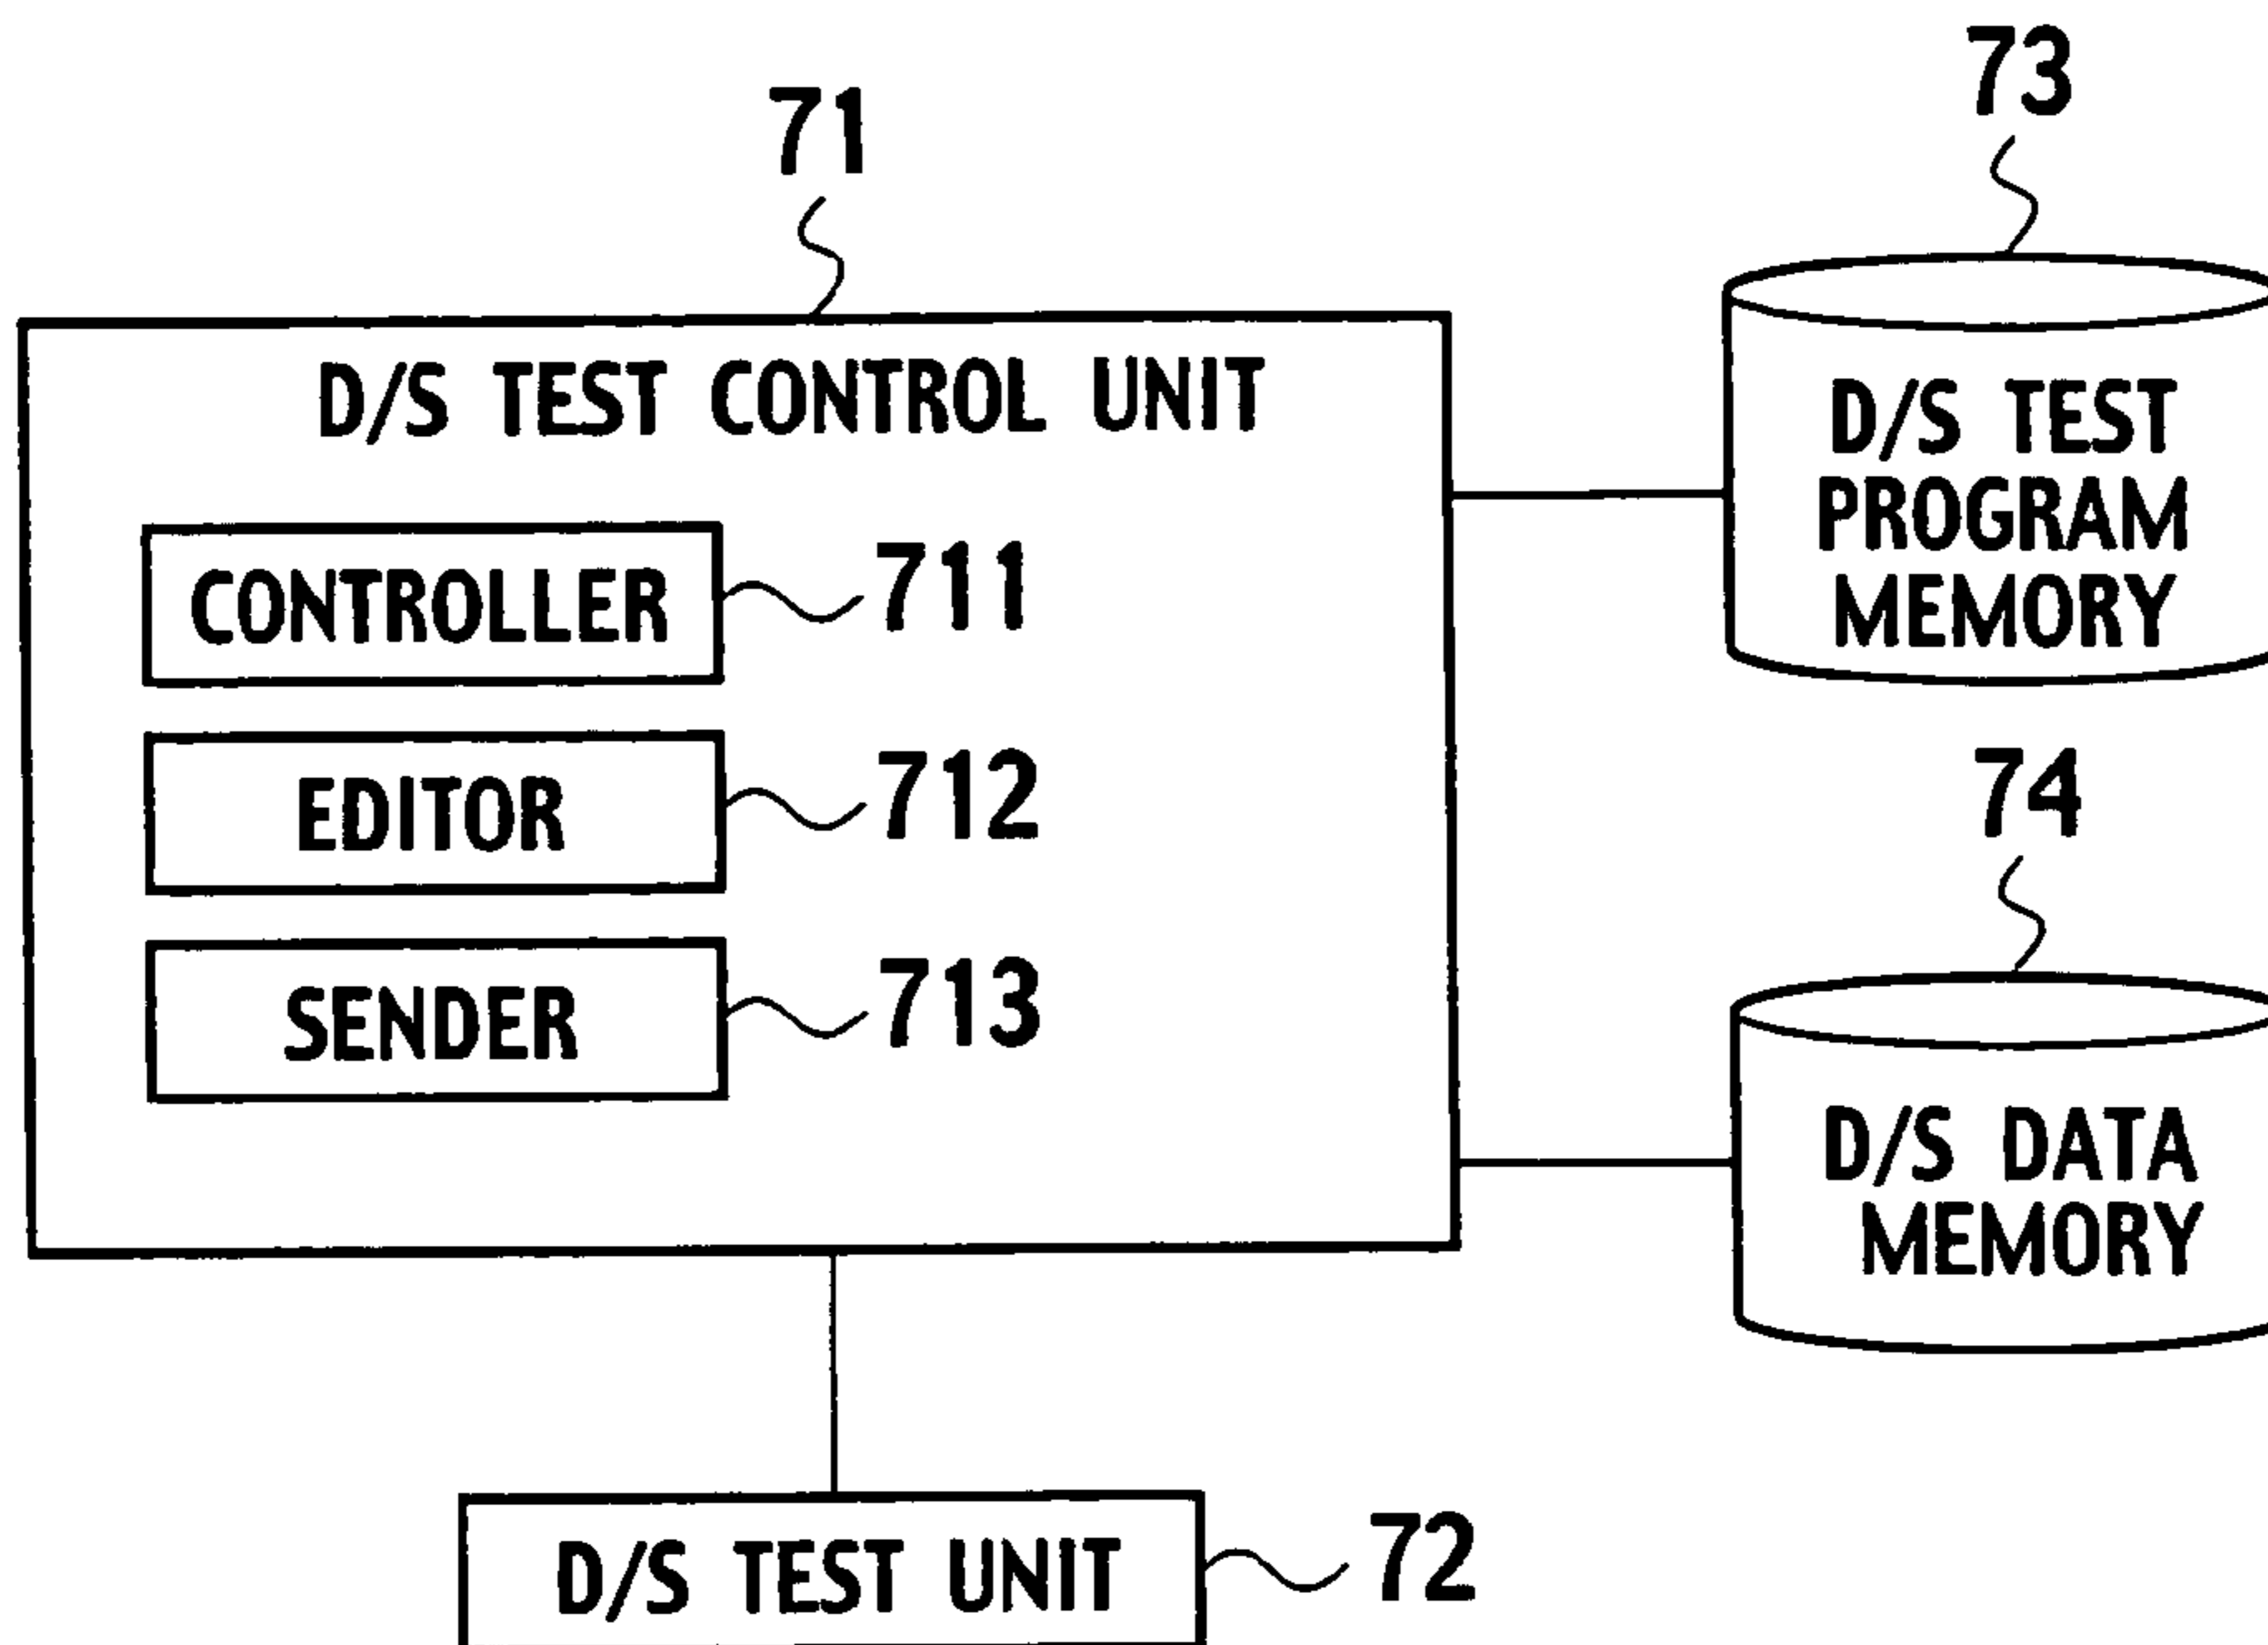 71
73
D/S TEST CONTROL UNIT
D/S TEST
PROGRAM
MEMORY
CONTROLLER
711
EDITOR
712
74
SENDER
713
D/S DATA
MEMORY
D/S TEST UNIT
72